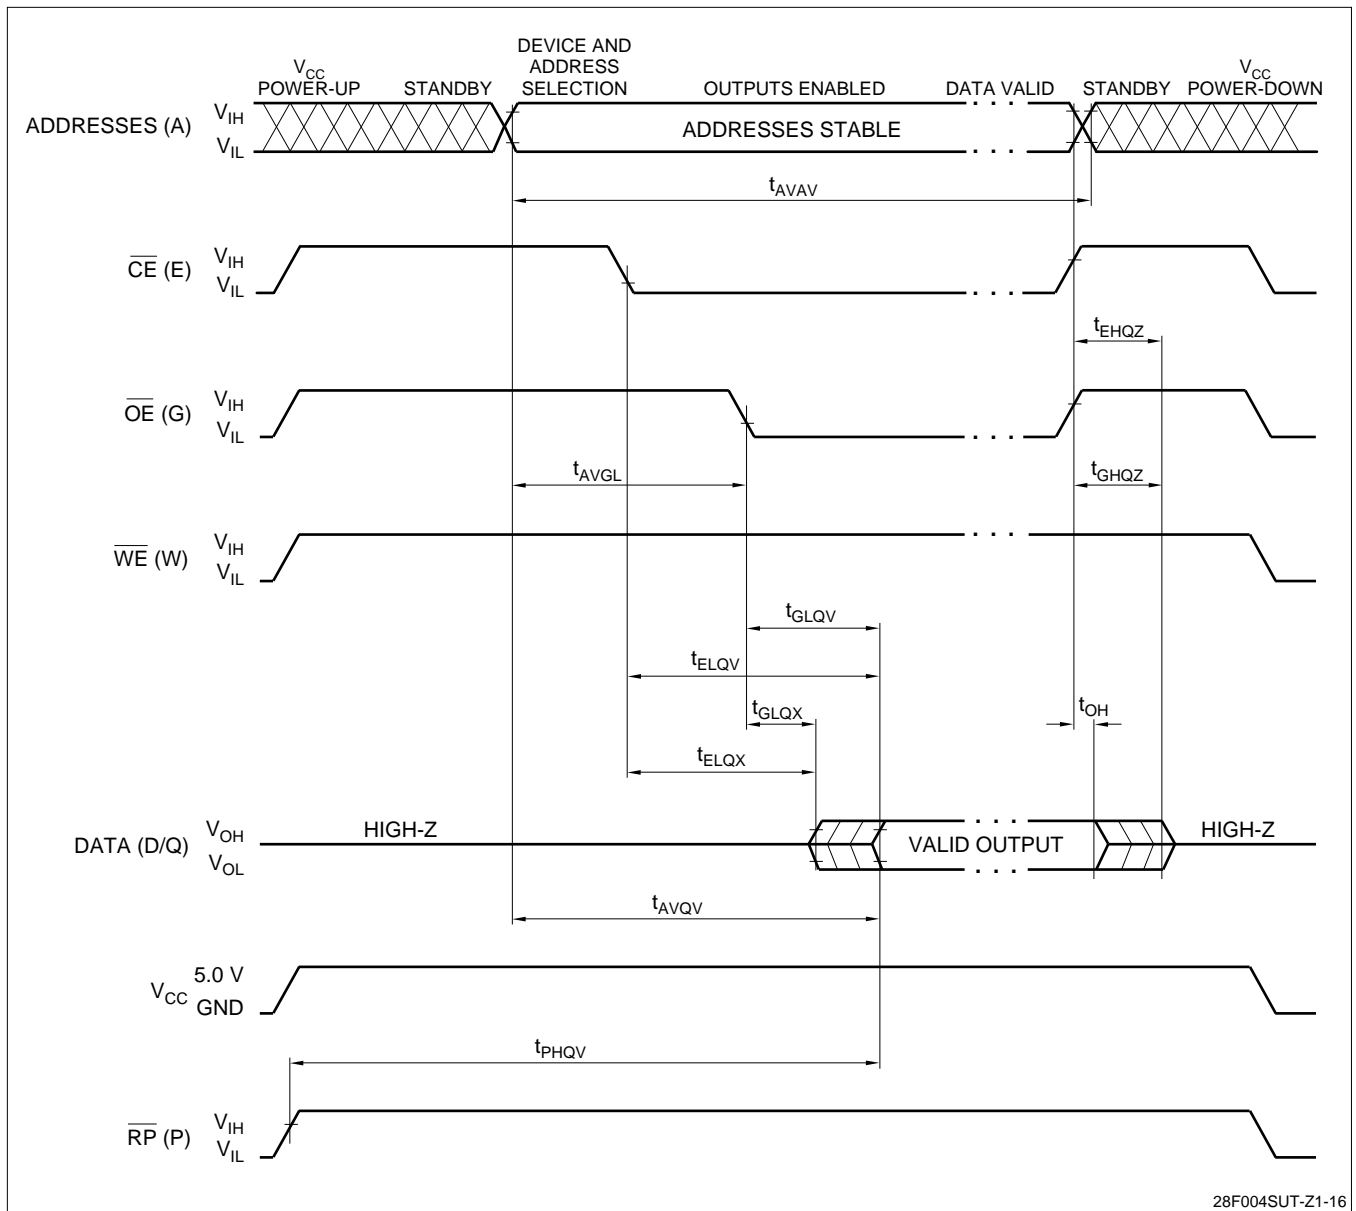 DEVICE AND
ADDRESS
SELECTION
VCC
POWER-UP
STANDBY
OUTPUTS ENABLED
DATA VALID
STANDBY
VCC
POWER-DOWN
ADDRESSES (A)
VIH
VIL
ADDRESSES STABLE
tAVAV
CE (E)
VIH
VIL
tEHQZ
OE (G)
VIH
VIL
tAVGL
tGHQZ
WE (W)
VIH
VIL
tGLQV
tELQV
tGLQX
tOH
tELQX
DATA (D/Q)
VOH
VOL
HIGH-Z
VALID OUTPUT
HIGH-Z
tAVQV
VCC
5.0 V
GND
tPHQV
RP (P)
VIH
VIL
28F004SUT-Z1-16